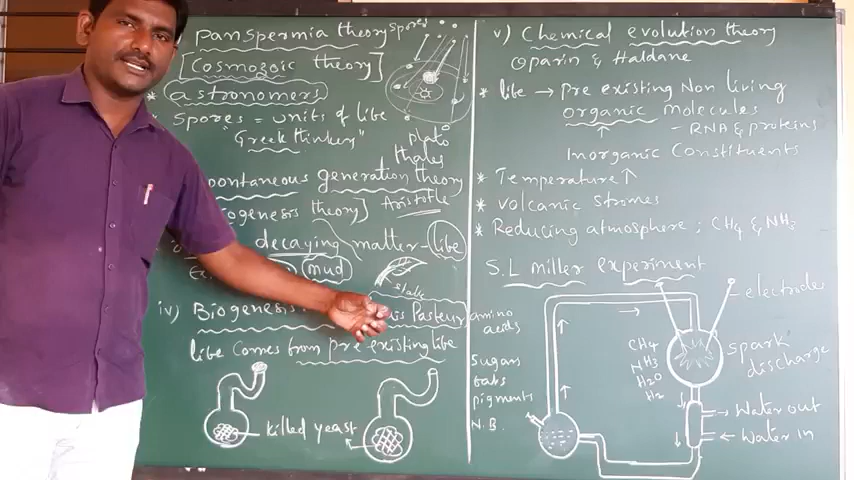 Panspermia theory
spores
[Cosmozoic theory]
* astronomers
Spores = units of life
"Greek thinkers"
Plato
thales
spontaneous generation theory
biogenesis theory]
Aristotle
decaying matter - life
mud
iv) Biogenesis
Louis Pasteur
life comes from pre existing life
killed yeast
v) Chemical evolution theory
Oparin & Haldane
* life → Pre existing Non living
organic molecules
- RNA & proteins
↑
Inorganic Constituents
* Temperature ↑
* volcanic stromes
* Reducing atmosphere; CH4 & NH3
S.L miller experiment
electrodes
amino
acids
Sugars
fats
pigments
N.B.
CH4
NH3
H2O
H2
Spark
discharge
→ Water out
← Water in